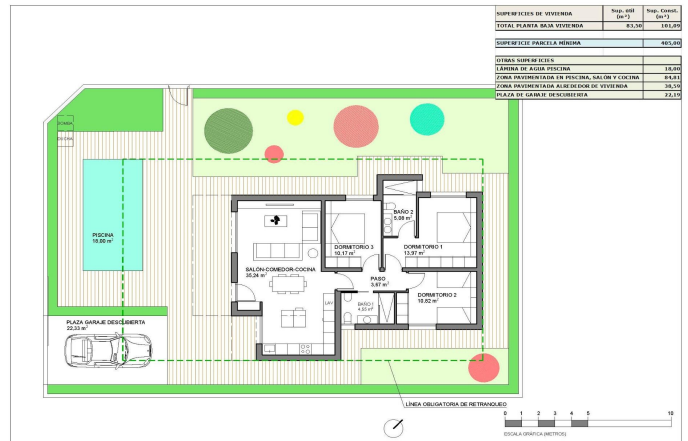 SUPERFICIES DE VIVIENDA Sup. útil (m²) Sup. Const. (m²)
TOTAL PLANTA BAJA VIVIENDA 83,50 101,09
SUPERFICIE PARCELA MÍNIMA 405,00
OTRAS SUPERFICIES
LÁMINA DE AGUA PISCINA 18,00
ZONA PAVIMENTADA EN PISCINA, SALÓN Y COCINA 84,81
ZONA PAVIMENTADA ALREDEDOR DE VIVIENDA 38,59
PLAZA DE GARAJE DESCUBIERTA 22,19
BOMBA
DUCHA
PISCINA
18,00 m²
BAÑO 2
5,08 m²
DORMITORIO 3
10,17 m²
DORMITORIO 1
13,97 m²
SALÓN-COMEDOR-COCINA
35,24 m²
PASO
3,67 m²
DORMITORIO 2
10,82 m²
LAV
BAÑO 1
4,55 m²
PLAZA GARAJE DESCUBIERTA
22,33 m²
LÍNEA OBLIGATORIA DE RETRANQUEO
0 1 2 3 4 5 10
ESCALA GRÁFICA (METROS)